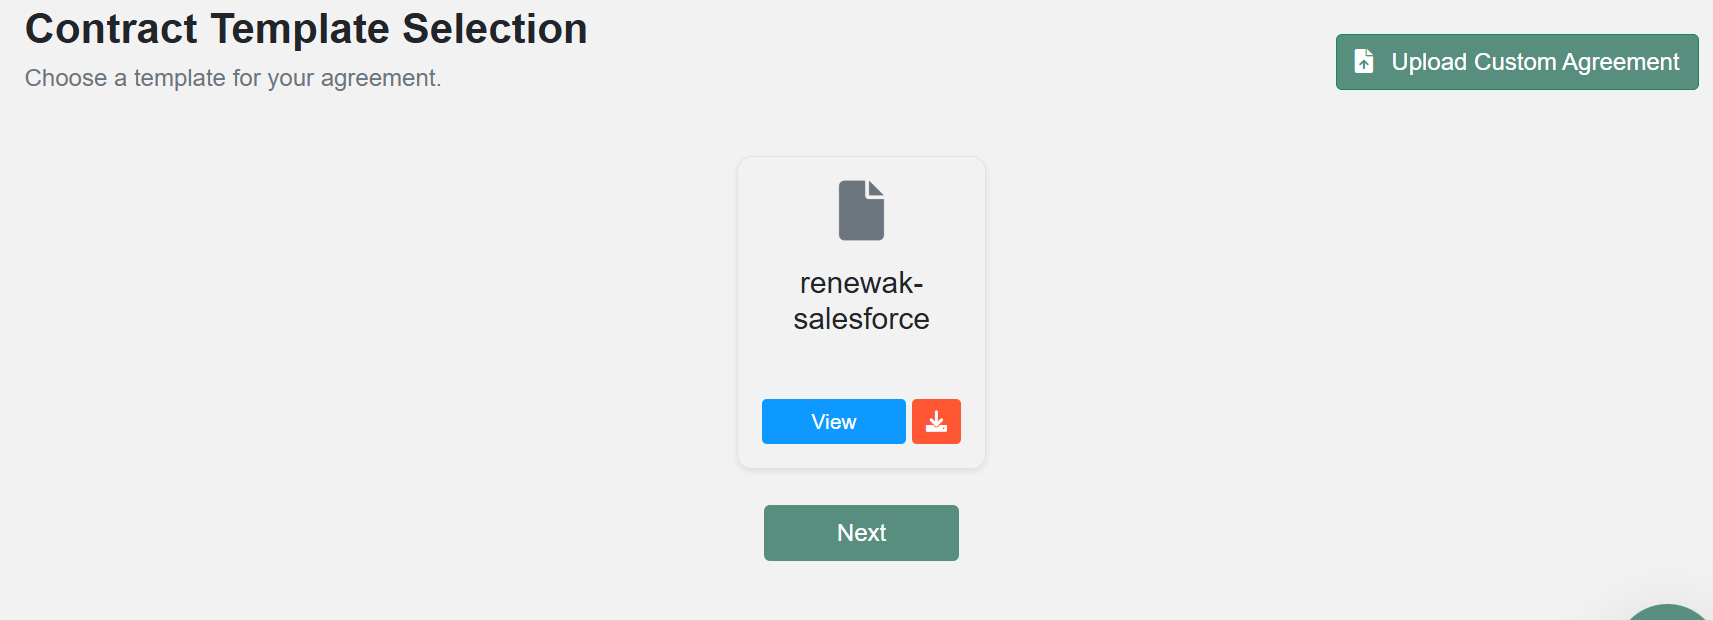 Contract Template Selection
Choose a template for your agreement.
Upload Custom Agreement
renewak-
salesforce
View
Next